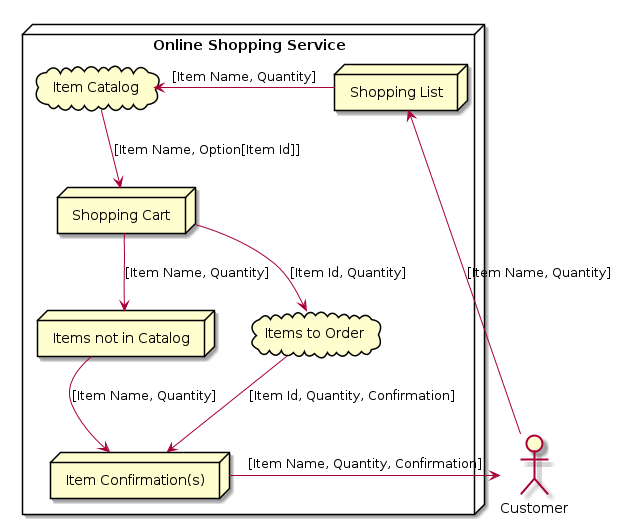 Online Shopping Service
[Item Name, Quantity]
Item Catalog
Shopping List
[Item Name, Option[Item Id]]
Shopping Cart
[Item Name, Quantity]
[Item Id, Quantity]
[Item Name, Quantity]
Items not in Catalog
Items to Order
[Item Name, Quantity]
[Item Id, Quantity, Confirmation]
[Item Name, Quantity, Confirmation]
Item Confirmation(s)
Customer